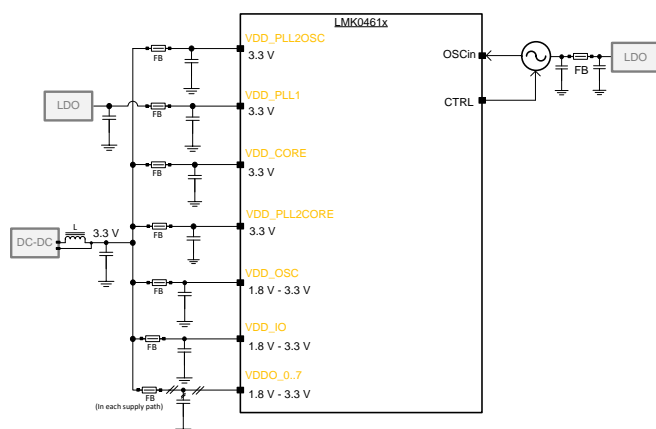 LMK0461x
VDD_PLL2OSC
3.3 V
FB
OSCin
FB
LDO
CTRL
LDO
VDD_PLL1
3.3 V
FB
VDD_CORE
3.3 V
FB
VDD_PLL2CORE
3.3 V
FB
DC-DC
L
3.3 V
VDD_OSC
1.8 V - 3.3 V
FB
VDD_IO
1.8 V - 3.3 V
FB
VDDO_0..7
1.8 V - 3.3 V
FB
(In each supply path)